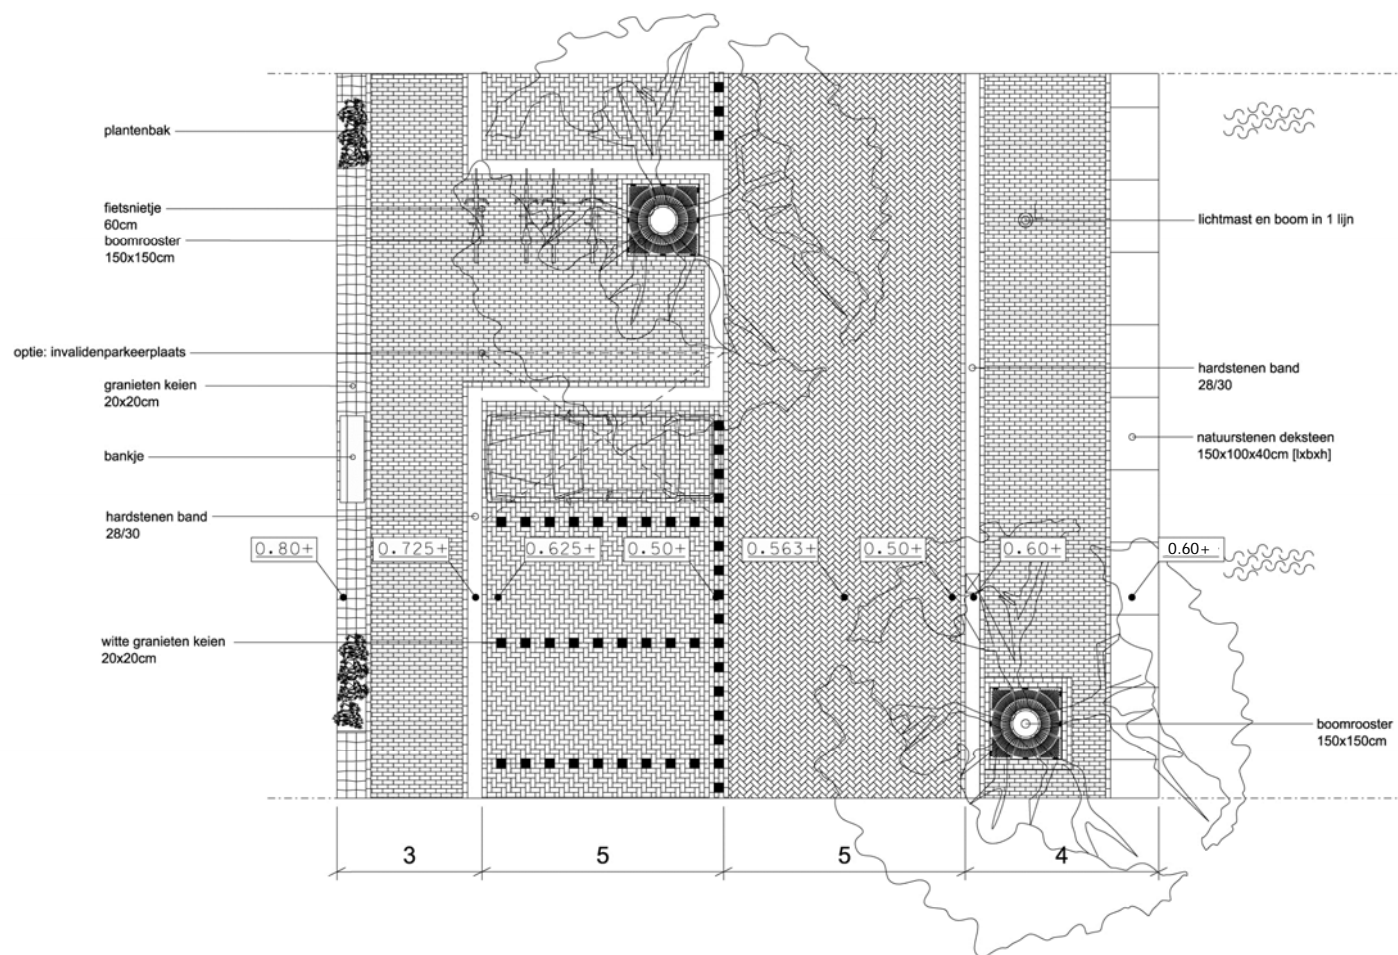 plantenbak
fietsnietje
60cm
boomrooster
150x150cm
optie: invalidenparkeerplaats
granieten keien
20x20cm
bankje
hardstenen band
28/30
witte granieten keien
20x20cm
0.80+
0.725+
0.625+
0.50+
0.563+
0.50+
0.60+
0.60+
lichtmast en boom in 1 lijn
hardstenen band
28/30
natuurstenen deksteen
150x100x40cm [lxbxh]
boomrooster
150x150cm
3
5
5
4